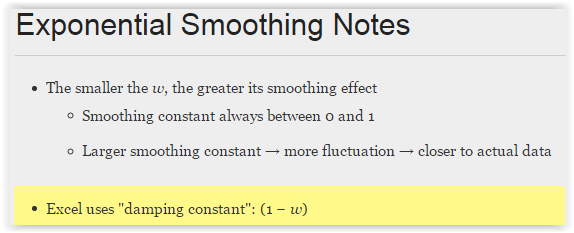 Exponential Smoothing Notes
• The smaller the w, the greater its smoothing effect
◦ Smoothing constant always between 0 and 1
◦ Larger smoothing constant → more fluctuation → closer to actual data
• Excel uses "damping constant": (1 − w)